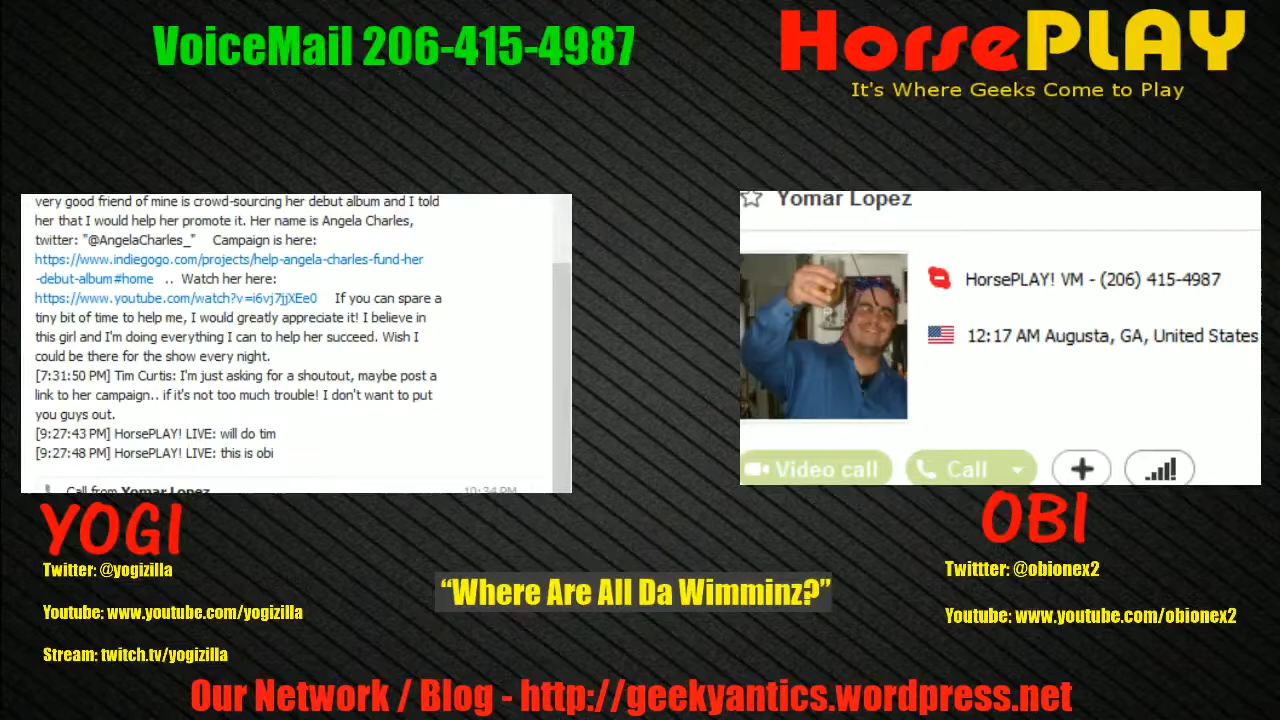 VoiceMail 206-415-4987
HorsePLAY
It's Where Geeks Come to Play
very good friend of mine is crowd-sourcing her debut album and I told
her that I would help her promote it. Her name is Angela Charles,
twitter: "@AngelaCharles_" Campaign is here:
https://www.indiegogo.com/projects/help-angela-charles-fund-her
-debut-album#home .. Watch her here:
https://www.youtube.com/watch?v=i6vj7jjXEe0 If you can spare a
tiny bit of time to help me, I would greatly appreciate it! I believe in
this girl and I'm doing everything I can to help her succeed. Wish I
could be there for the show every night.
[7:31:50 PM] Tim Curtis: I'm just asking for a shoutout, maybe post a
link to her campaign.. if it's not too much trouble! I don't want to put
you guys out.
[9:27:43 PM] HorsePLAY! LIVE: will do tim
[9:27:48 PM] HorsePLAY! LIVE: this is obi
Call from Yomar Lopez 10:34 PM
Yomar Lopez
HorsePLAY! VM - (206) 415-4987
12:17 AM Augusta, GA, United States
Video call
Call
YOGI
Twitter: @yogizilla
Youtube: www.youtube.com/yogizilla
Stream: twitch.tv/yogizilla
“Where Are All Da Wimminz?”
OBI
Twittter: @obionex2
Youtube: www.youtube.com/obionex2
Our Network / Blog - http://geekyantics.wordpress.net